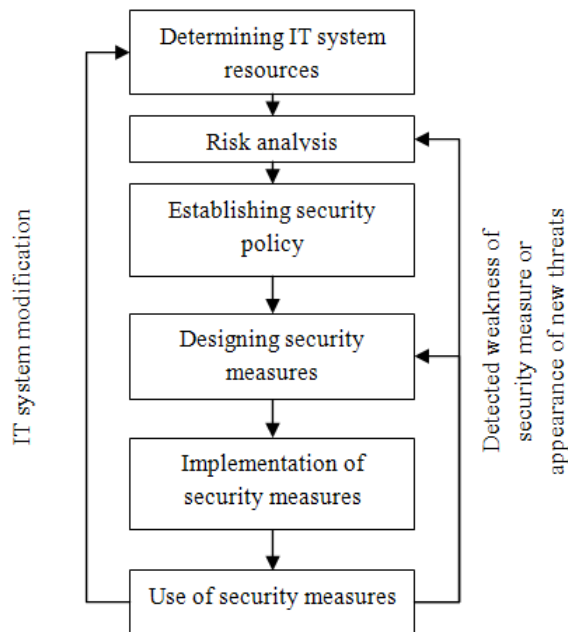 Determining IT system
resources
Risk analysis
Establishing security
policy
Designing security
measures
Implementation of
security measures
Use of security measures
IT system modification
Detected weakness of
security measure or
appearance of new threats